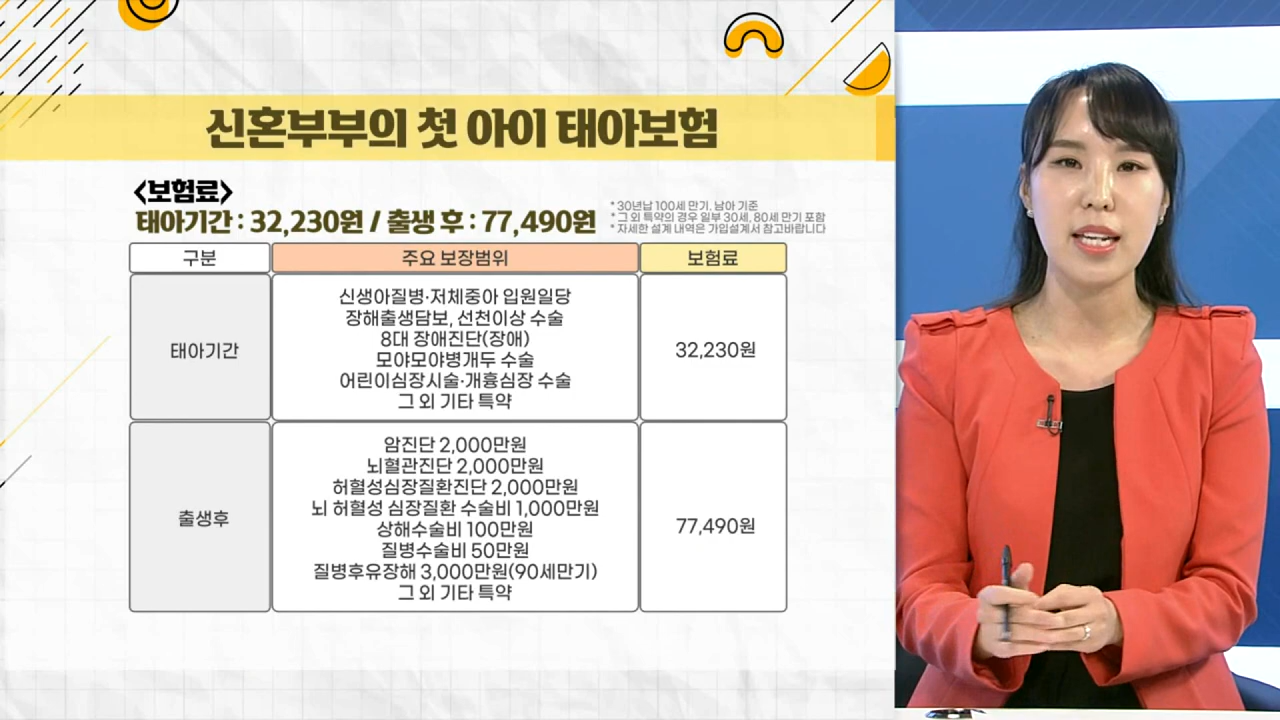 신혼부부의 첫 아이 태아보험
<보험료>
태아기간 : 32,230원 / 출생 후 : 77,490원
* 30년납 100세 만기, 남아 기준
* 그 외 특약의 경우 일부 30세, 80세 만기 포함
* 자세한 설계 내역은 가입설계서 참고바랍니다
구분 주요 보장범위 보험료
태아기간
신생아질병·저체중아 입원일당
장해출생담보, 선천이상 수술
8대 장애진단(장애)
모야모야병개두 수술
어린이심장시술·개흉심장 수술
그 외 기타 특약
32,230원
출생후
암진단 2,000만원
뇌혈관진단 2,000만원
허혈성심장질환진단 2,000만원
뇌 허혈성 심장질환 수술비 1,000만원
상해수술비 100만원
질병수술비 50만원
질병후유장해 3,000만원(90세만기)
그 외 기타 특약
77,490원